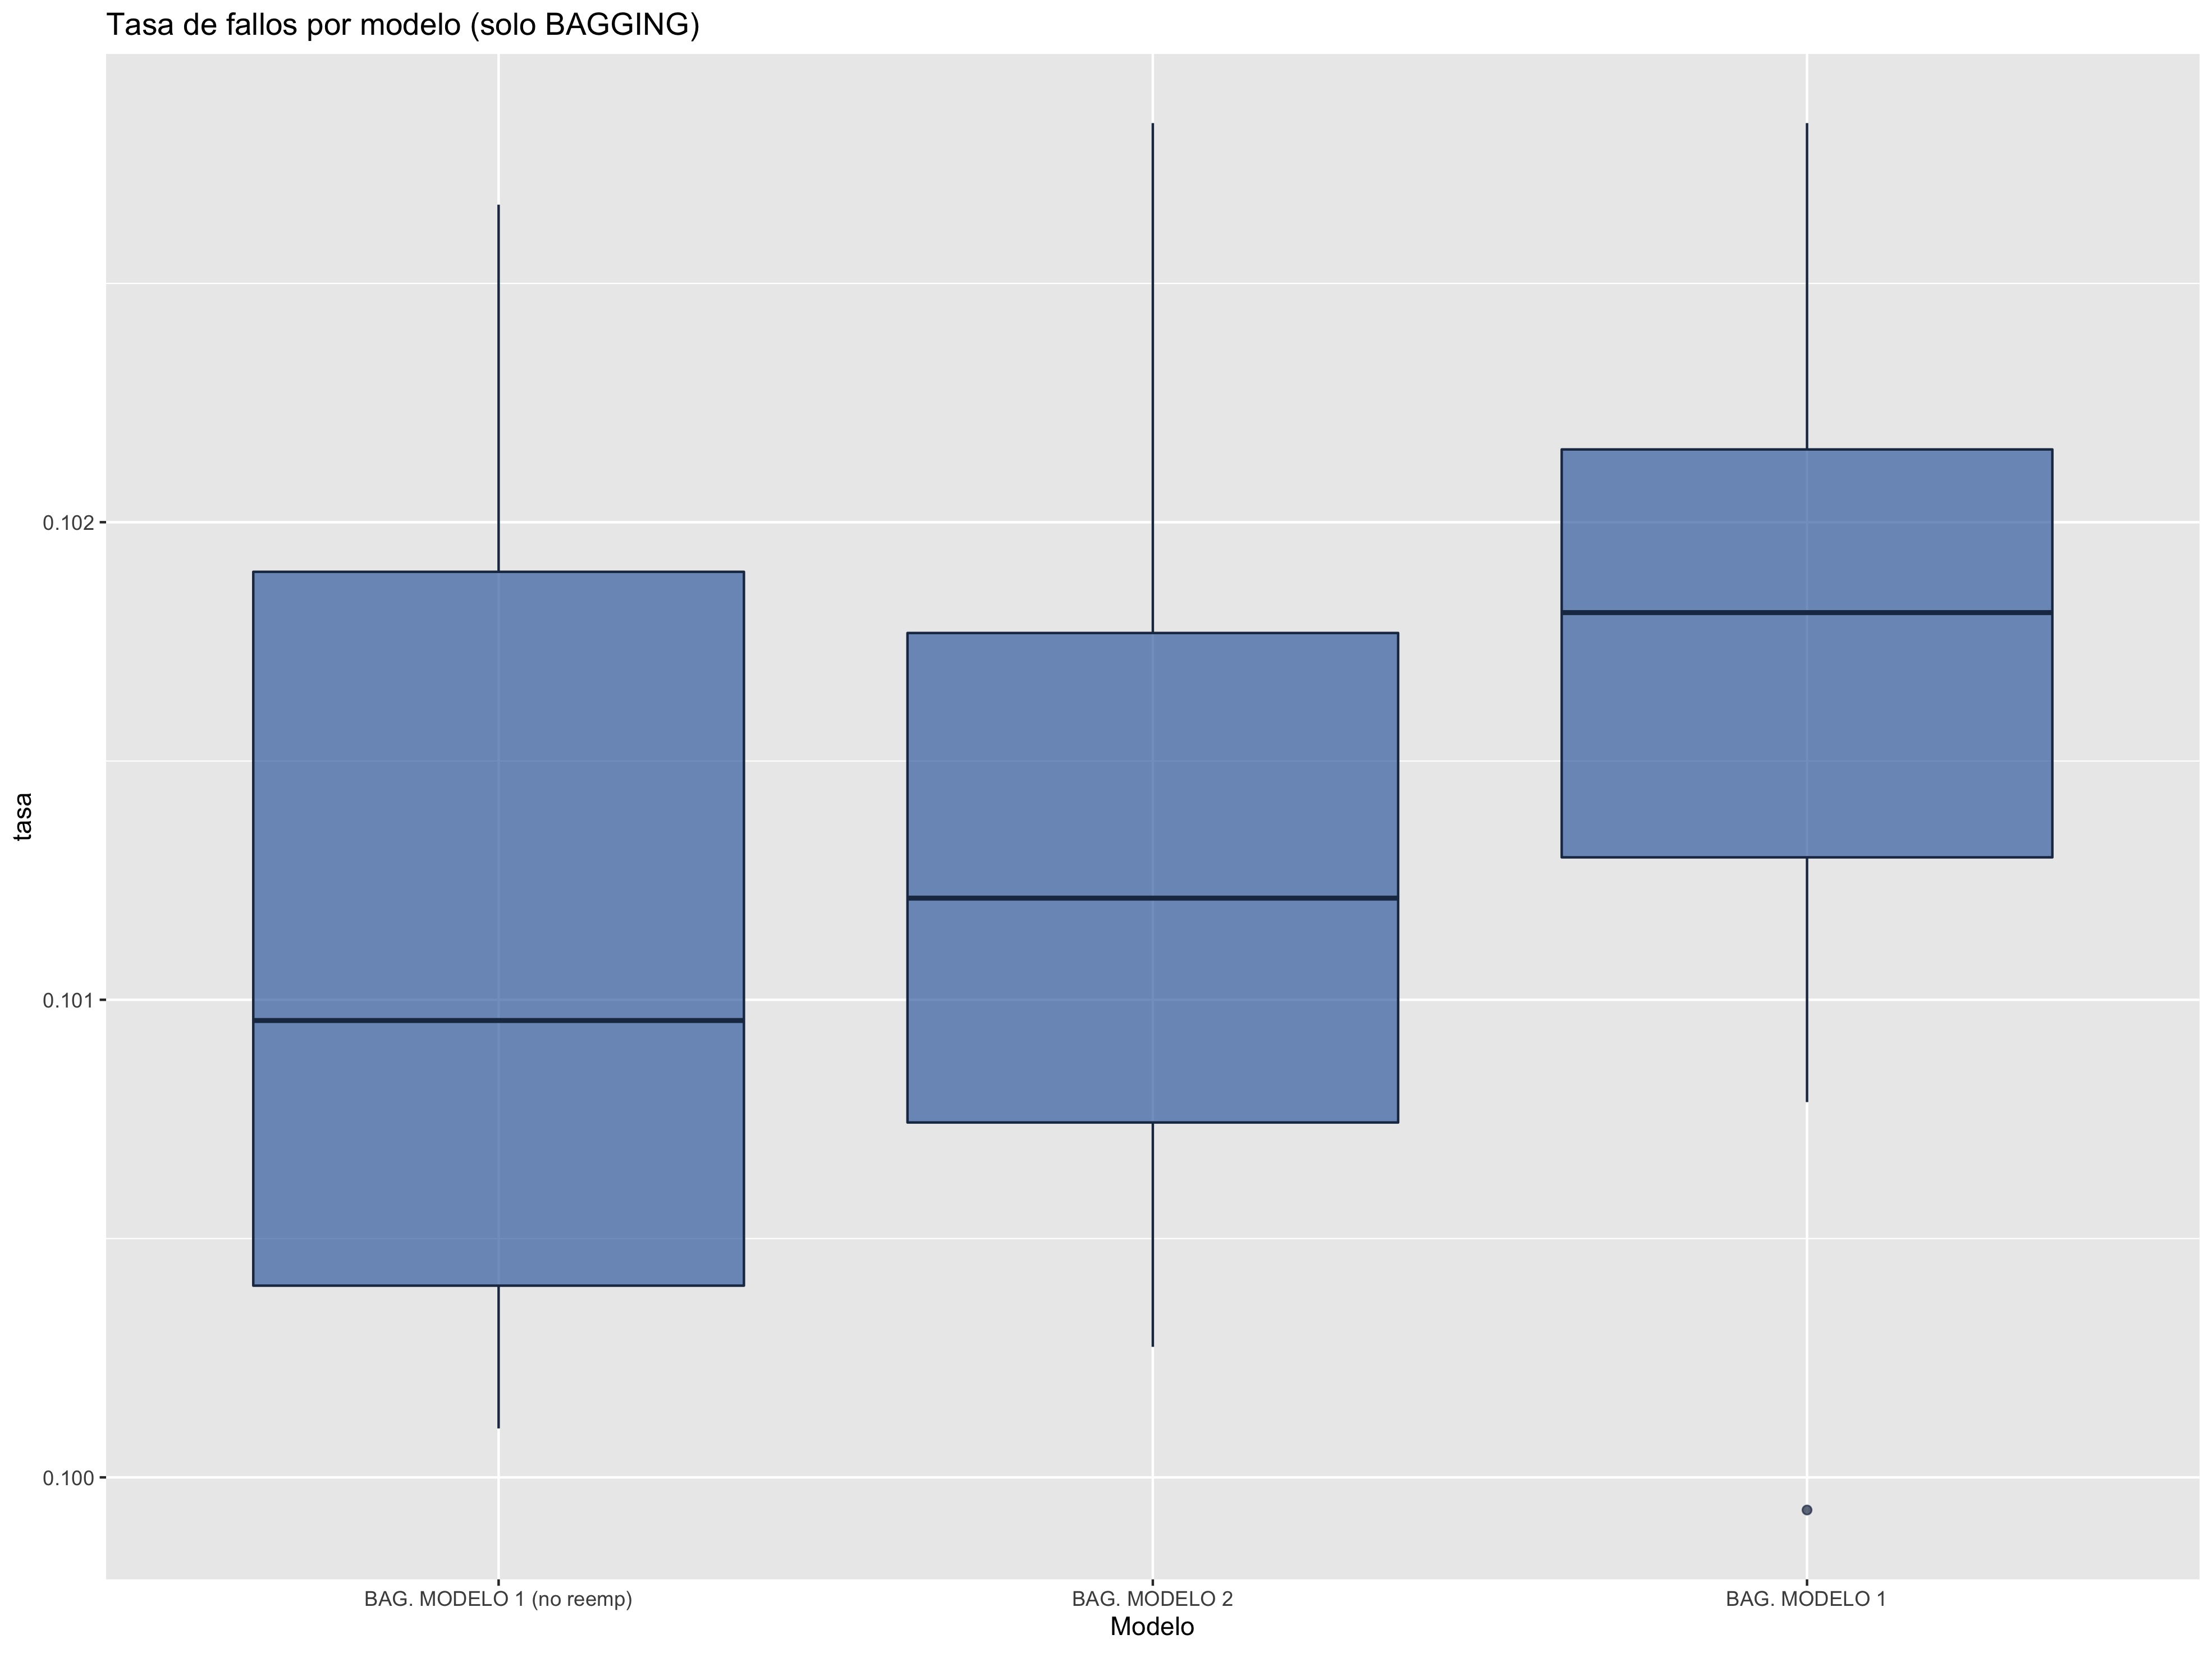 Tasa de fallos por modelo (solo BAGGING)
tasa
0.102
0.101
0.100
BAG. MODELO 1 (no reemp)
BAG. MODELO 2
BAG. MODELO 1
Modelo